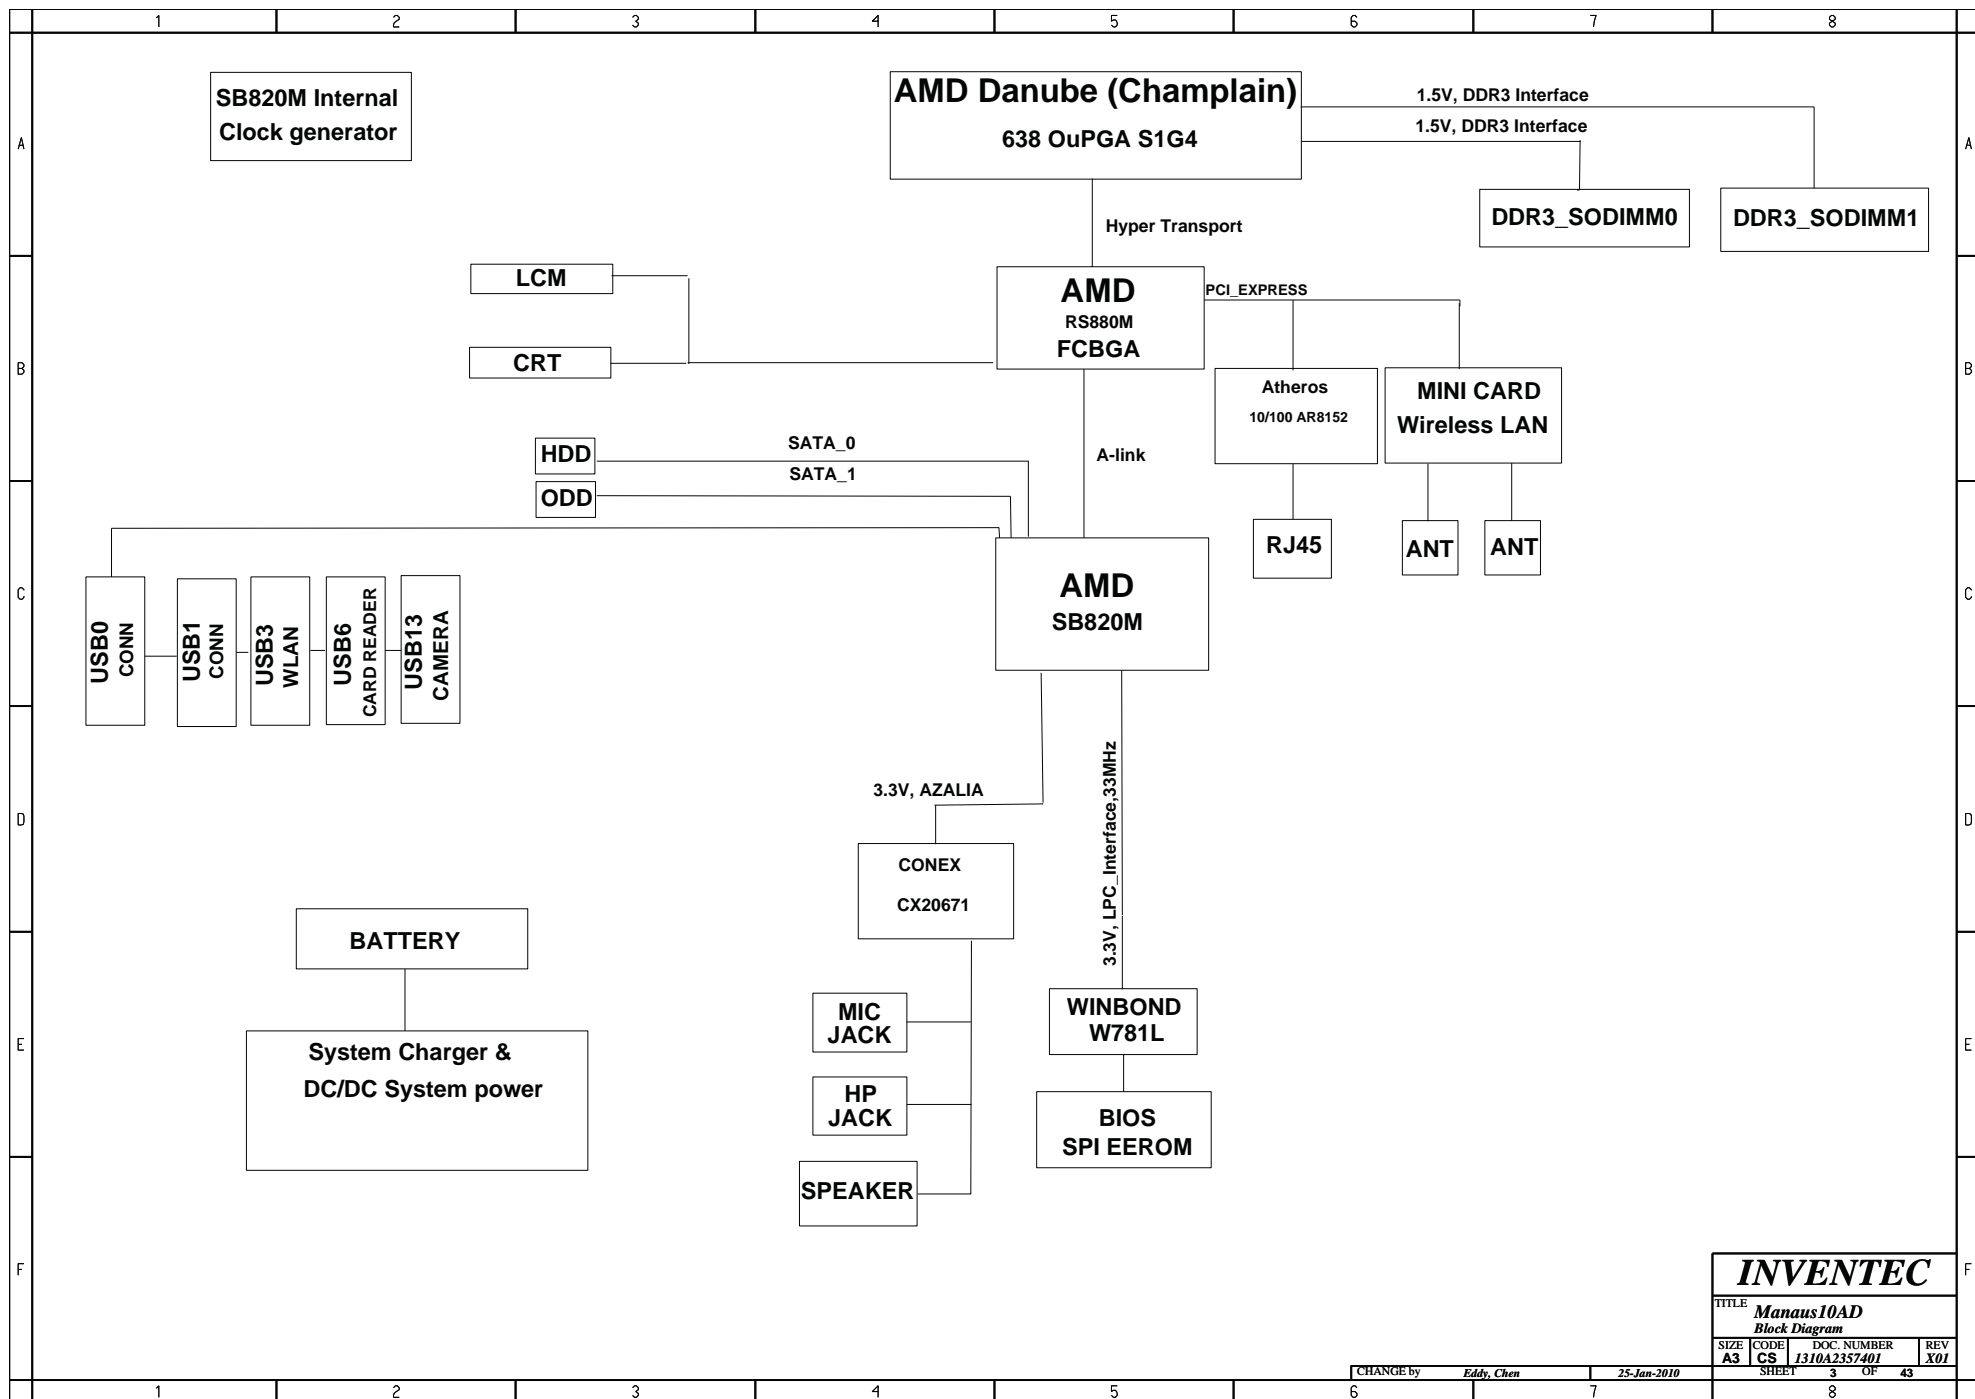 1 2 3 4 5 6 7 8
A A
B B
C C
D D
E E
F F
SB820M Internal
Clock generator
AMD Danube (Champlain)
638 OuPGA S1G4
1.5V, DDR3 Interface
1.5V, DDR3 Interface
DDR3_SODIMM0
DDR3_SODIMM1
Hyper Transport
LCM
CRT
AMD
RS880M
FCBGA
PCI_EXPRESS
Atheros
10/100 AR8152
MINI CARD
Wireless LAN
HDD
SATA_0
ODD
SATA_1
A-link
RJ45
ANT
ANT
AMD
SB820M
USB0
CONN
USB1
CONN
USB3
WLAN
USB6
CARD READER
USB13
CAMERA
3.3V, AZALIA
3.3V, LPC_Interface,33MHz
CONEX
CX20671
BATTERY
System Charger &
DC/DC System power
MIC
JACK
HP
JACK
SPEAKER
WINBOND
W781L
BIOS
SPI EEROM
INVENTEC
TITLE
Manaus10AD
Block Diagram
SIZE CODE DOC. NUMBER REV
A3 CS 1310A2357401 X01
CHANGE by Eddy, Chen 25-Jan-2010 SHEET 3 OF 43
1 2 3 4 5 6 7 8